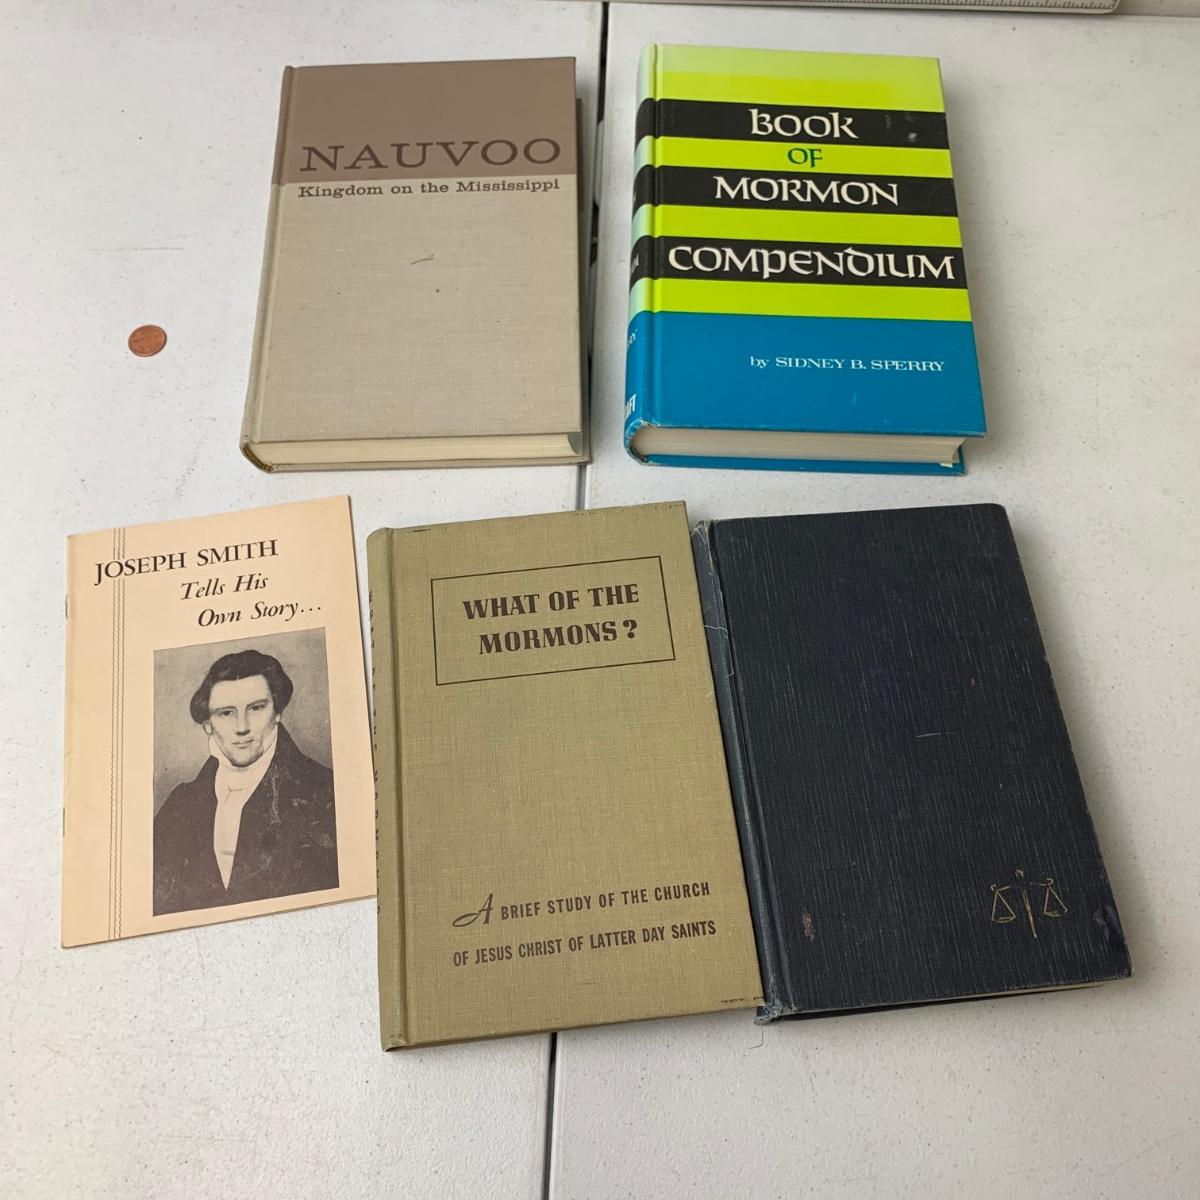 NAUVOO
Kingdom on the Mississippi
BOOK
OF
MORMON
COMPENDIUM
by SIDNEY B. SPERRY
JOSEPH SMITH
Tells His
Own Story...
WHAT OF THE
MORMONS?
A BRIEF STUDY OF THE CHURCH
OF JESUS CHRIST OF LATTER DAY SAINTS